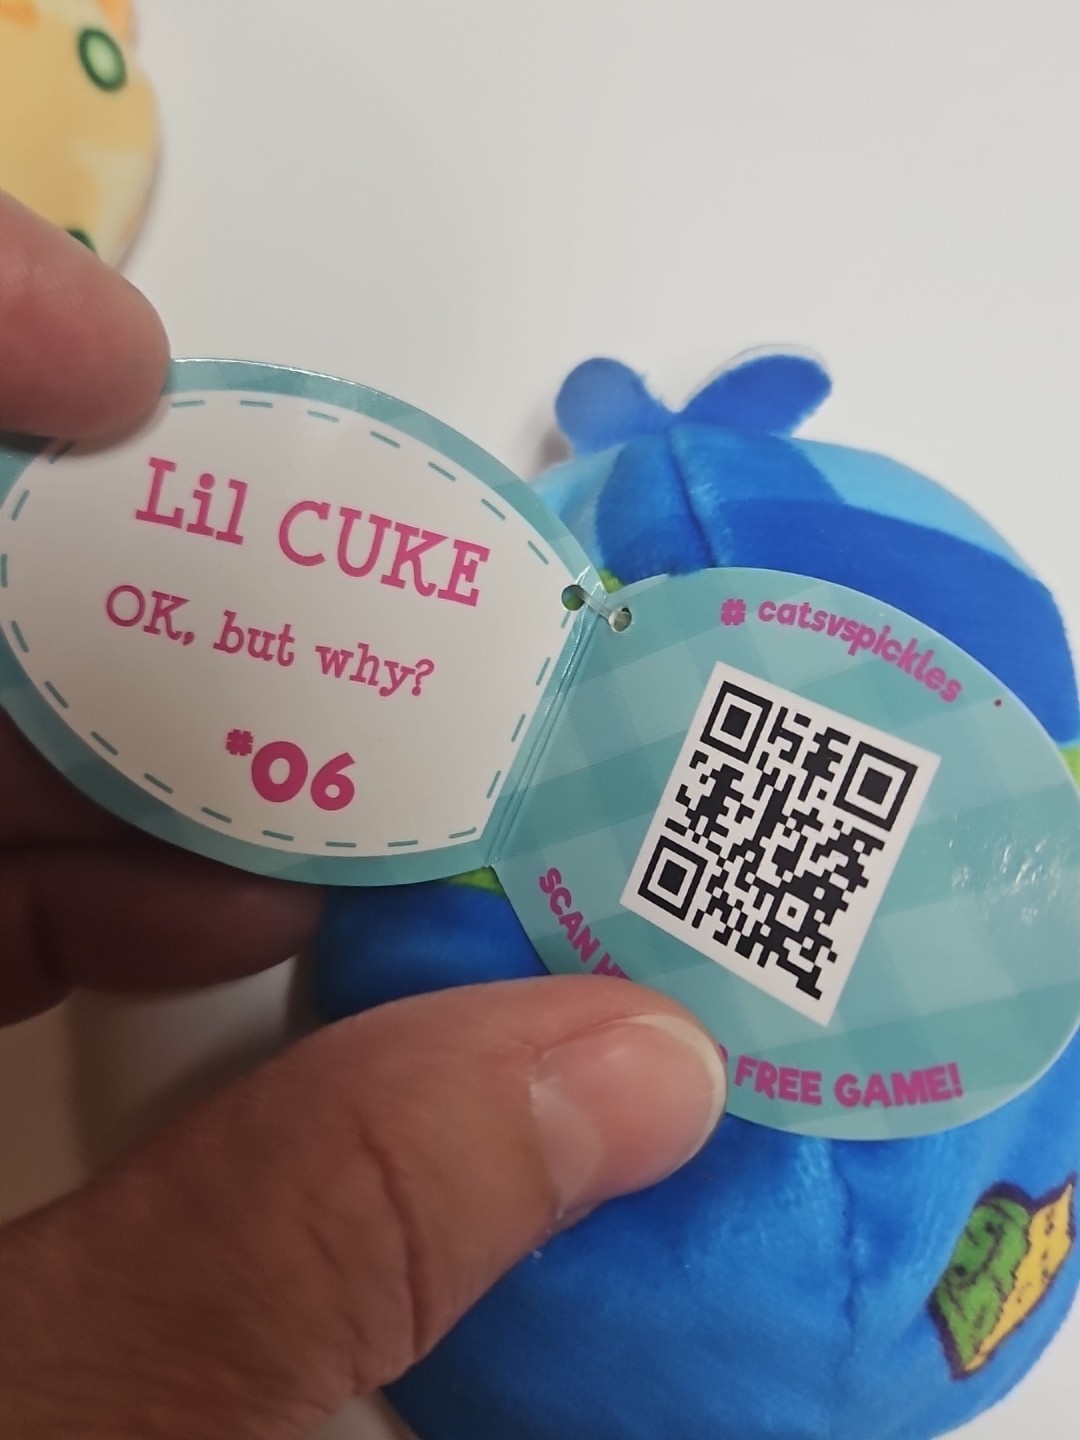 Lil CUKE
OK, but why?
#06
# catsvspickles
SCAN
FREE GAME!